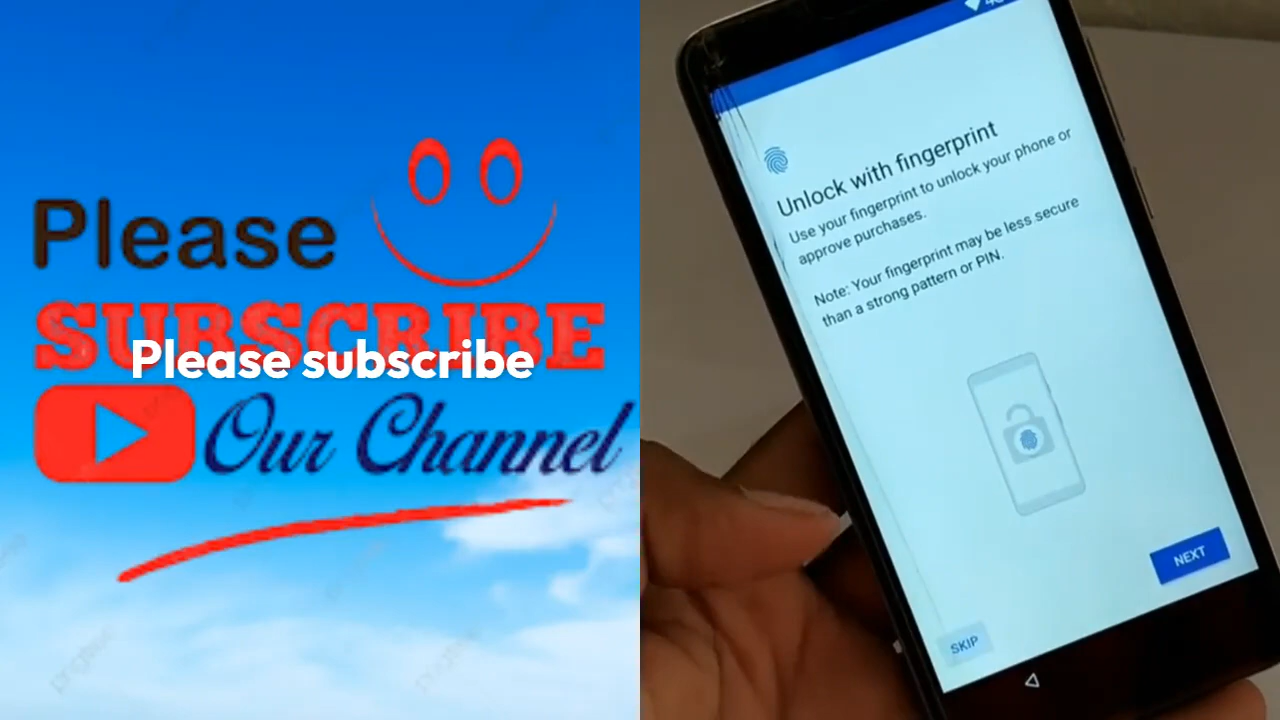 Please
SUBSCRIBE
Please subscribe
Our Channel
Unlock with fingerprint
Use your fingerprint to unlock your phone or
approve purchases.
Note: Your fingerprint may be less secure
than a strong pattern or PIN.
NEXT
SKIP